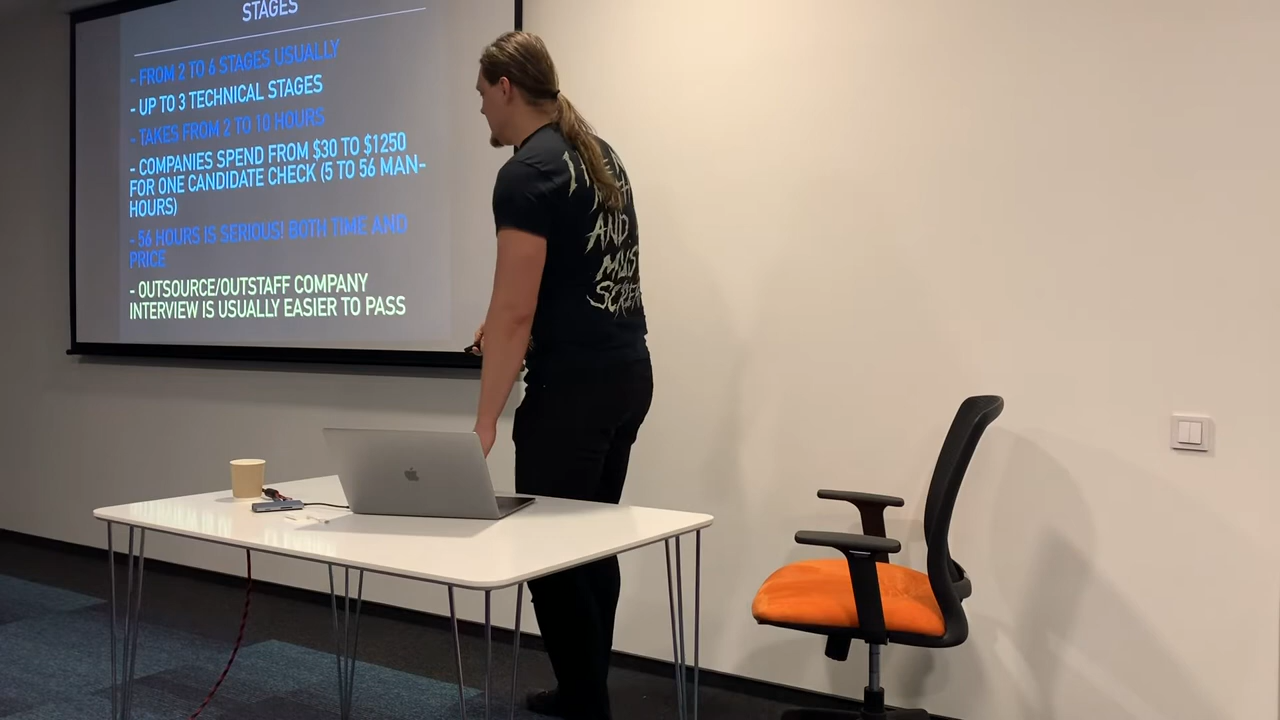 STAGES
- FROM 2 TO 6 STAGES USUALLY
- UP TO 3 TECHNICAL STAGES
- TAKES FROM 2 TO 10 HOURS
- COMPANIES SPEND FROM $30 TO $1250
FOR ONE CANDIDATE CHECK (5 TO 56 MAN-
HOURS)
- 56 HOURS IS SERIOUS! BOTH TIME AND
PRICE
- OUTSOURCE/OUTSTAFF COMPANY
INTERVIEW IS USUALLY EASIER TO PASS
I
AND